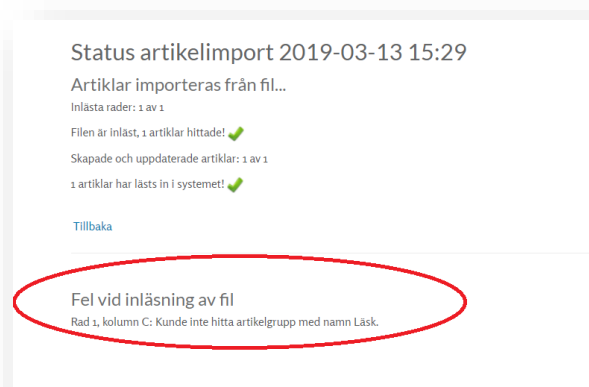 Status artikelimport 2019-03-13 15:29
Artiklar importeras från fil...
Inlästa rader: 1 av 1
Filen är inläst, 1 artiklar hittade!
Skapade och uppdaterade artiklar: 1 av 1
1 artiklar har lästs in i systemet!
Tillbaka
Fel vid inläsning av fil
Rad 1, kolumn C: Kunde inte hitta artikelgrupp med namn Läsk.